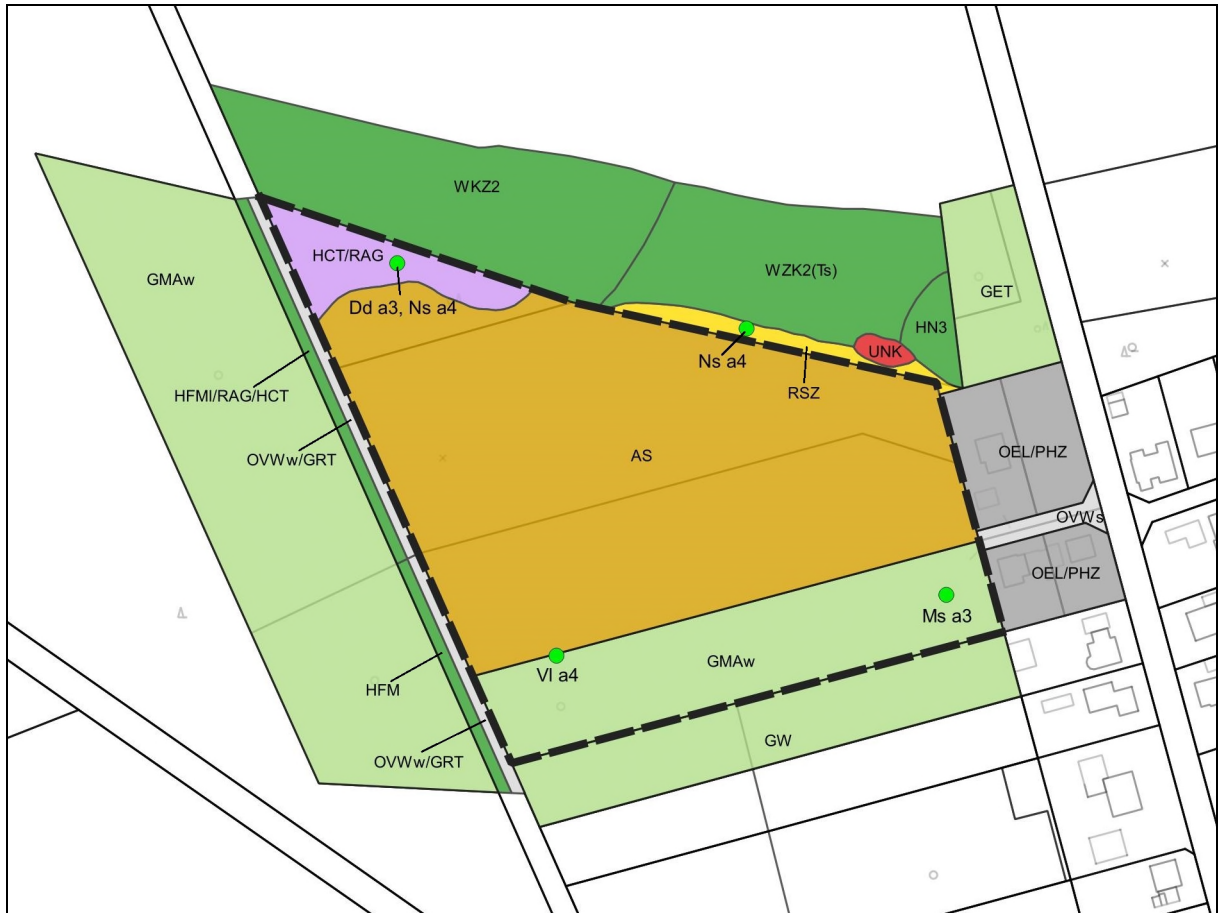 WKZ2
HCT/RAG
WZK2(Ts)
GMAw
GET
Dd a3, Ns a4
HN3
UNK
Ns a4
RSZ
HFMI/RAG/HCT
OVWw/GRT
AS
OEL/PHZ
OVWs
OEL/PHZ
Ms a3
GMAw
Vl a4
HFM
GW
OVWw/GRT